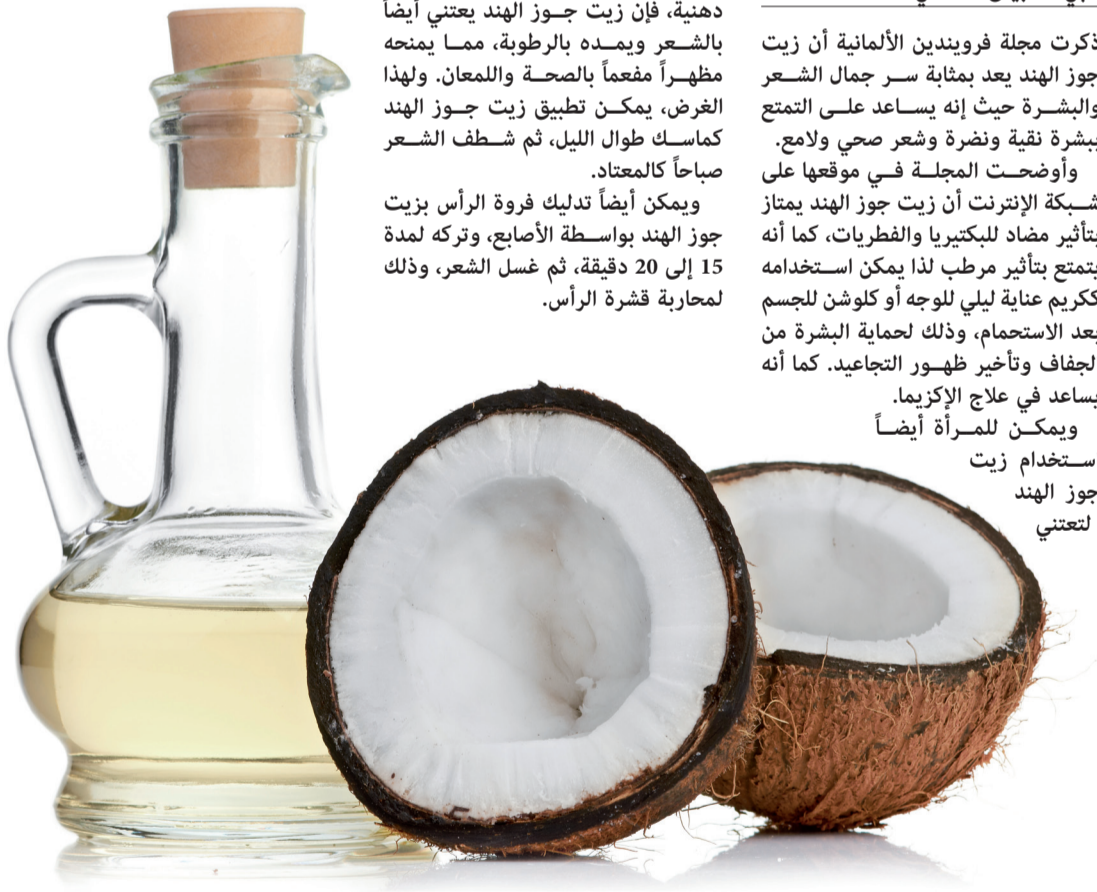 ذكرت مجلة فرويندين الألمانية أن زيت
جوز الهند يعد بمثابة سر جمال الشعر
والبشرة حيث إنه يساعد على التمتع
ببشرة نقية ونضرة وشعر صحي ولامع.
وأوضحت المجلة في موقعها على
شبكة الإنترنت أن زيت جوز الهند يمتاز
بتأثير مضاد للبكتيريا والفطريات، كما أنه
يتمتع بتأثير مرطب لذا يمكن استخدامه
ككريم عناية ليلي للوجه أو كلوشن للجسم
بعد الاستحمام، وذلك لحماية البشرة من
لجفاف وتأخير ظهور التجاعيد. كما أنه
يساعد في علاج الإكزيما.
ويمكن للمرأة أيضاً
ستخدام زيت
جوز الهند
لتعتني
دهنية، فإن زيت جوز الهند يعتني أيضاً
بالشعر ويمده بالرطوبة، مما يمنحه
مظهراً مفعماً بالصحة واللمعان. ولهذا
الغرض، يمكن تطبيق زيت جوز الهند
كماسك طوال الليل، ثم شطف الشعر
صباحاً كالمعتاد.
ويمكن أيضاً تدليك فروة الرأس بزيت
جوز الهند بواسطة الأصابع، وتركه لمدة
15 إلى 20 دقيقة، ثم غسل الشعر، وذلك
لمحاربة قشرة الرأس.